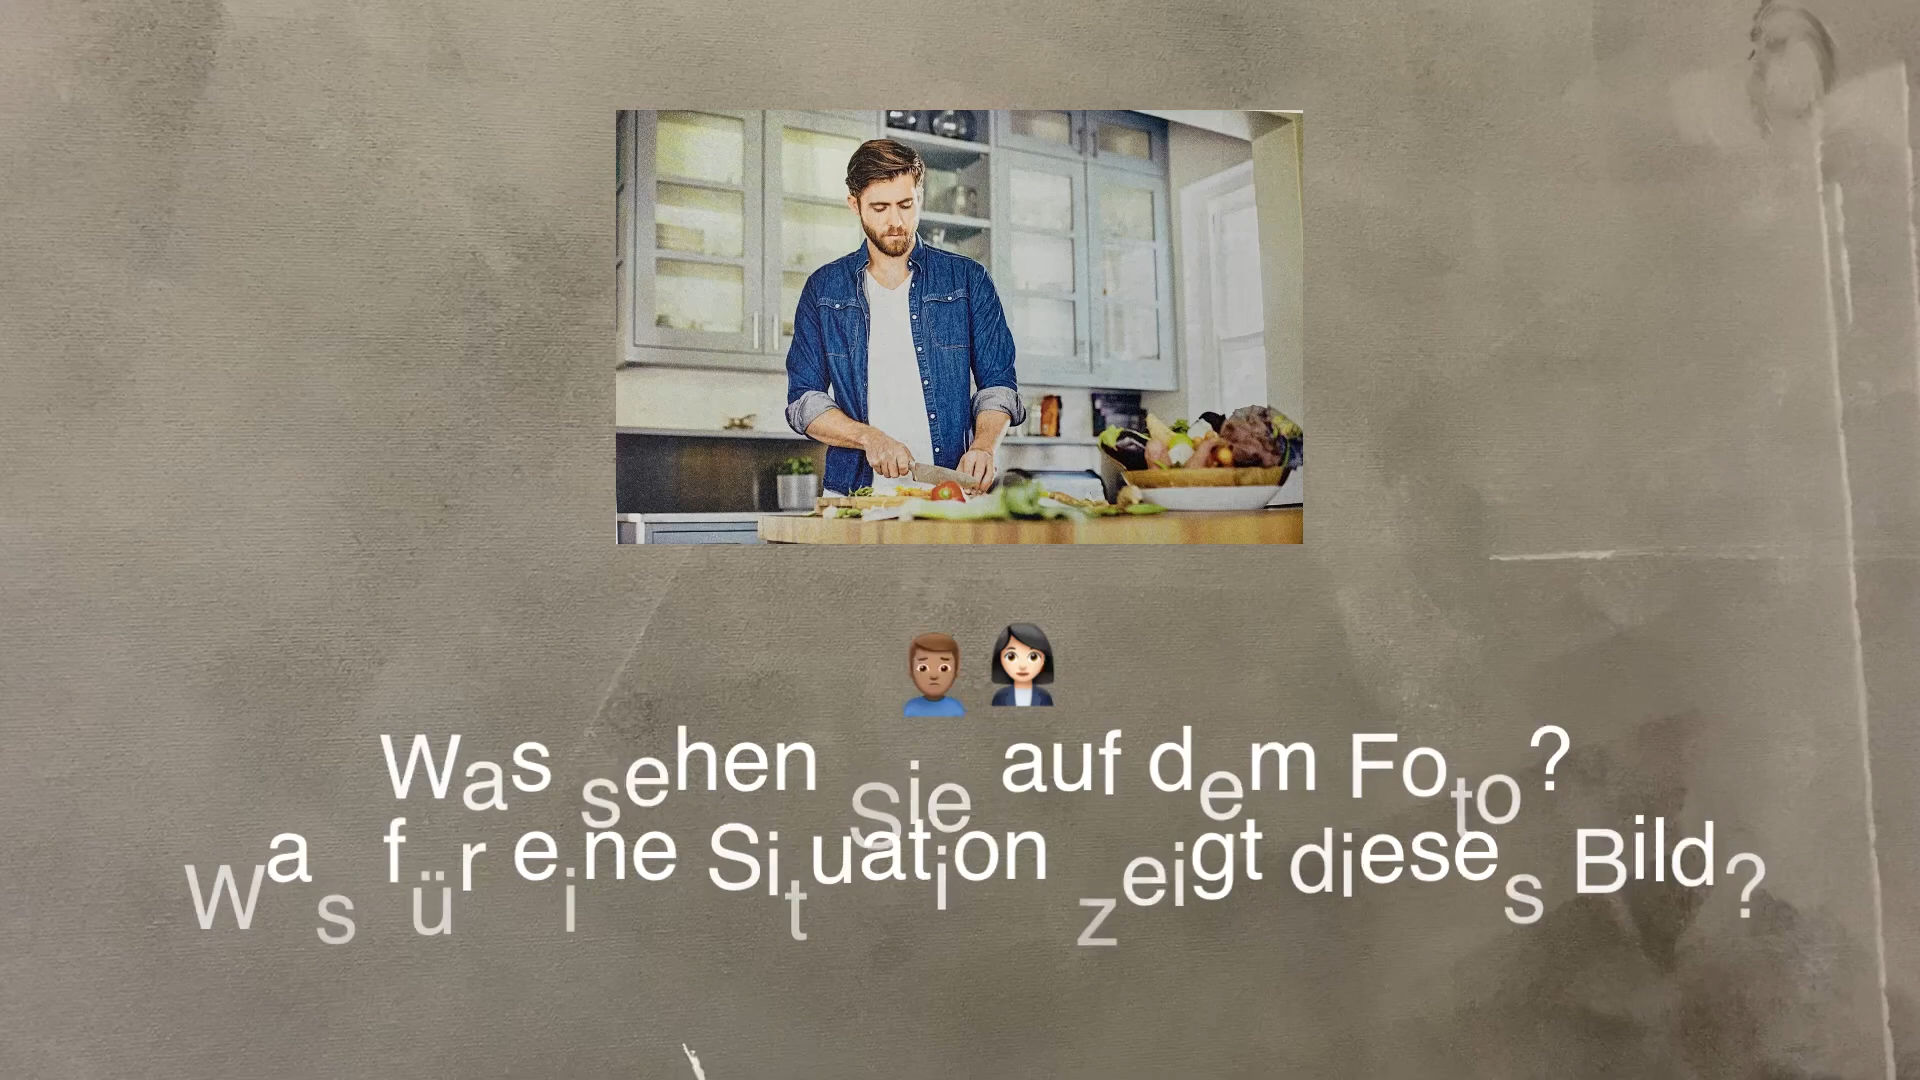 Was sehen Sie auf dem Foto?
Was für eine Situation zeigt dieses Bild?